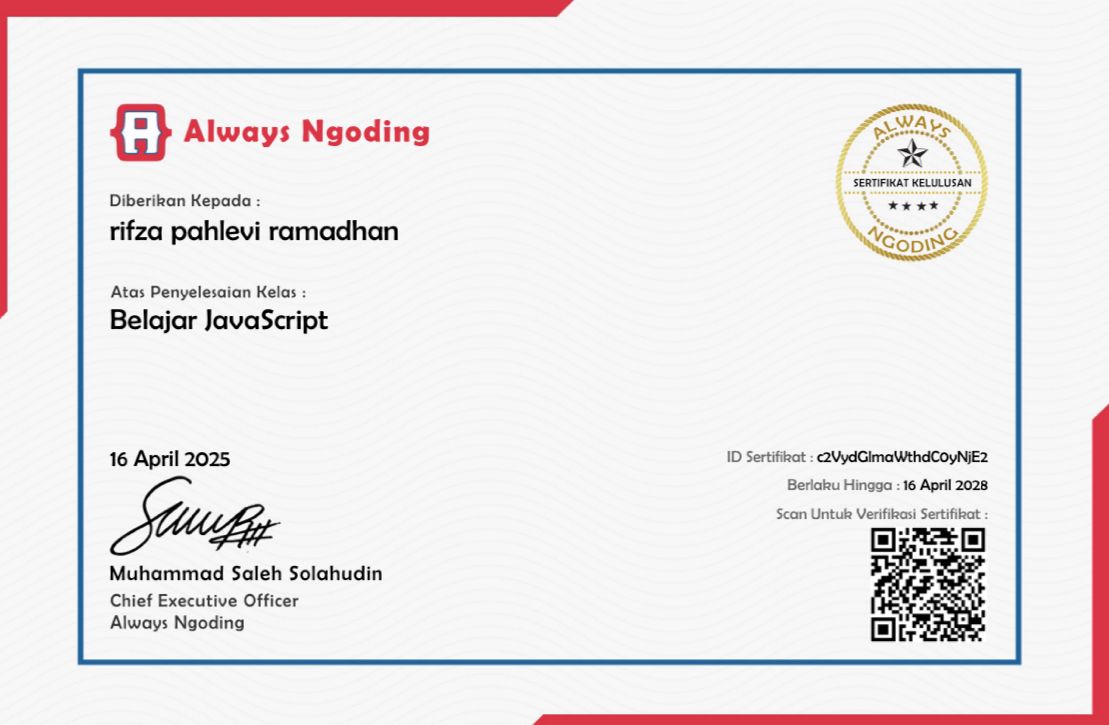 Always Ngoding
ALWAYS
SERTIFIKAT KELULUSAN
NGODING
Diberikan Kepada :
rifza pahlevi ramadhan
Atas Penyelesaian Kelas :
Belajar JavaScript
16 April 2025
Muhammad Saleh Solahudin
Chief Executive Officer
Always Ngoding
ID Sertifikat : c2VydGlmaWthdC0yNjE2
Berlaku Hingga : 16 April 2028
Scan Untuk Verifikasi Sertifikat :